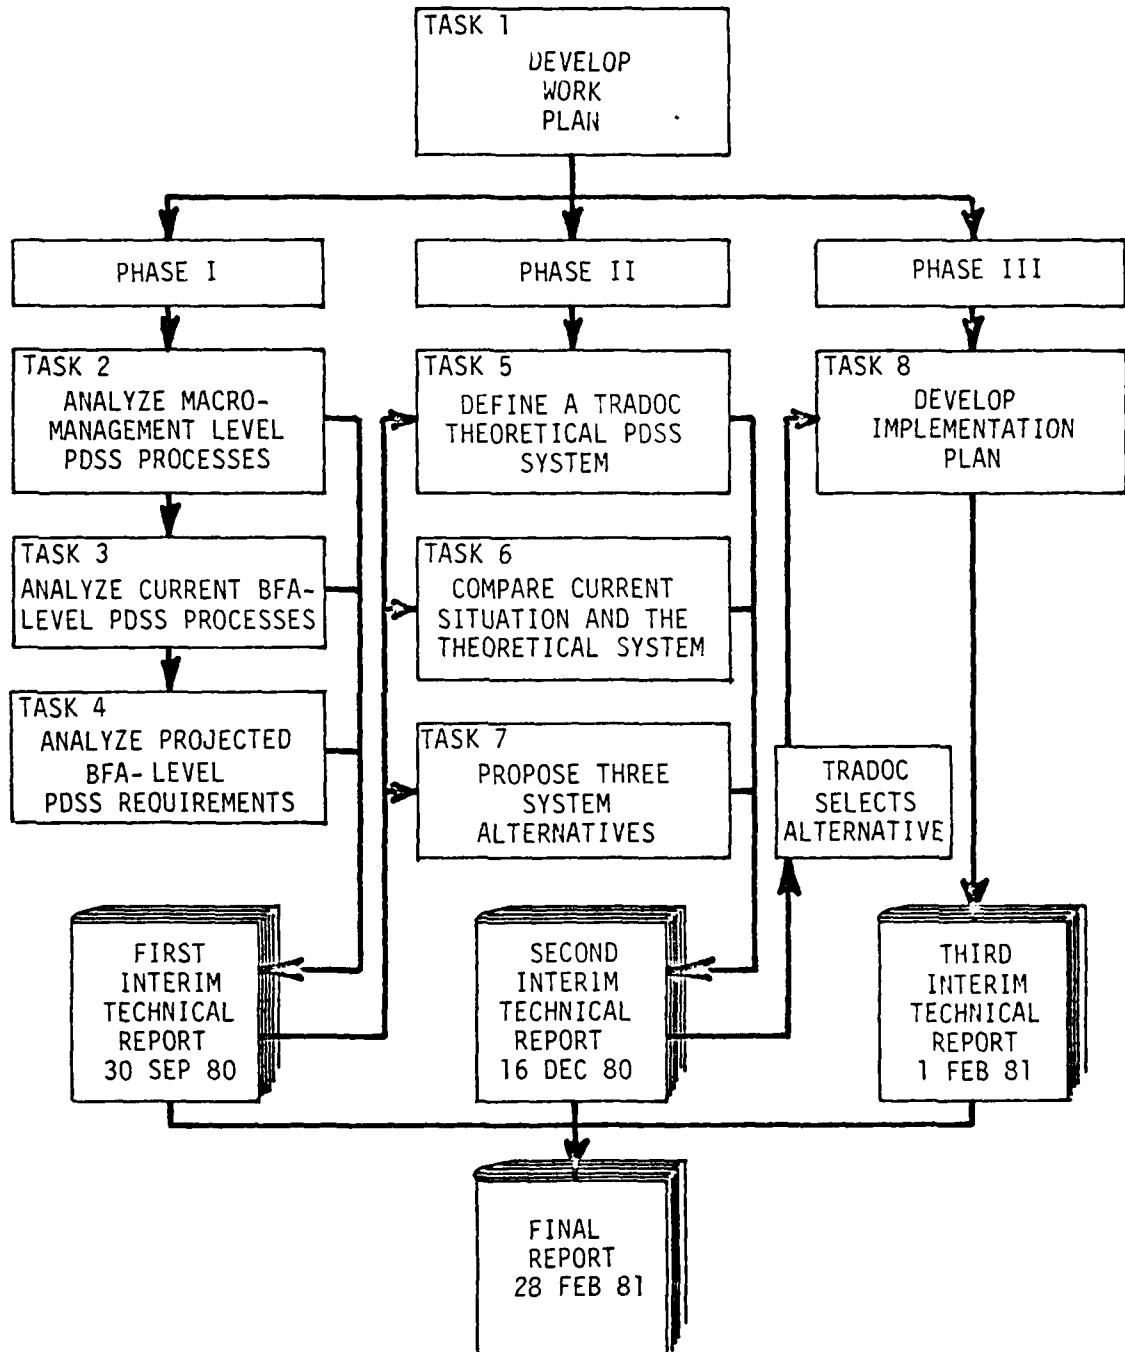 TASK 1
DEVELOP
WORK
PLAN
PHASE I
PHASE II
PHASE III
TASK 2
ANALYZE MACRO-
MANAGEMENT LEVEL
PDSS PROCESSES
TASK 3
ANALYZE CURRENT BFA-
LEVEL PDSS PROCESSES
TASK 4
ANALYZE PROJECTED
BFA-LEVEL
PDSS REQUIREMENTS
TASK 5
DEFINE A TRADOC
THEORETICAL PDSS
SYSTEM
TASK 6
COMPARE CURRENT
SITUATION AND THE
THEORETICAL SYSTEM
TASK 7
PROPOSE THREE
SYSTEM
ALTERNATIVES
TASK 8
DEVELOP
IMPLEMENTATION
PLAN
TRADOC
SELECTS
ALTERNATIVE
FIRST
INTERIM
TECHNICAL
REPORT
30 SEP 80
SECOND
INTERIM
TECHNICAL
REPORT
16 DEC 80
THIRD
INTERIM
TECHNICAL
REPORT
1 FEB 81
FINAL
REPORT
28 FEB 81